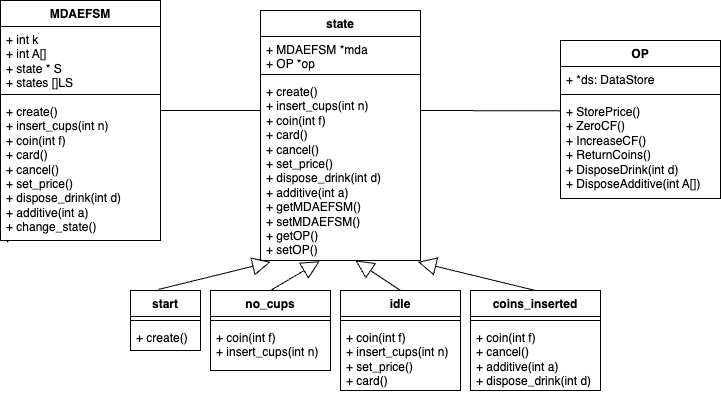 MDAEFSM
+ int k
+ int A[]
+ state * S
+ states []LS
+ create()
+ insert_cups(int n)
+ coin(int f)
+ card()
+ cancel()
+ set_price()
+ dispose_drink(int d)
+ additive(int a)
+ change_state()
state
+ MDAEFSM *mda
+ OP *op
+ create()
+ insert_cups(int n)
+ coin(int f)
+ card()
+ cancel()
+ set_price()
+ dispose_drink(int d)
+ additive(int a)
+ getMDAEFSM()
+ setMDAEFSM()
+ getOP()
+ setOP()
OP
+ *ds: DataStore
+ StorePrice()
+ ZeroCF()
+ IncreaseCF()
+ ReturnCoins()
+ DisposeDrink(int d)
+ DisposeAdditive(int A[])
start
+ create()
no_cups
+ coin(int f)
+ insert_cups(int n)
idle
+ coin(int f)
+ insert_cups(int n)
+ set_price()
+ card()
coins_inserted
+ coin(int f)
+ cancel()
+ additive(int a)
+ dispose_drink(int d)